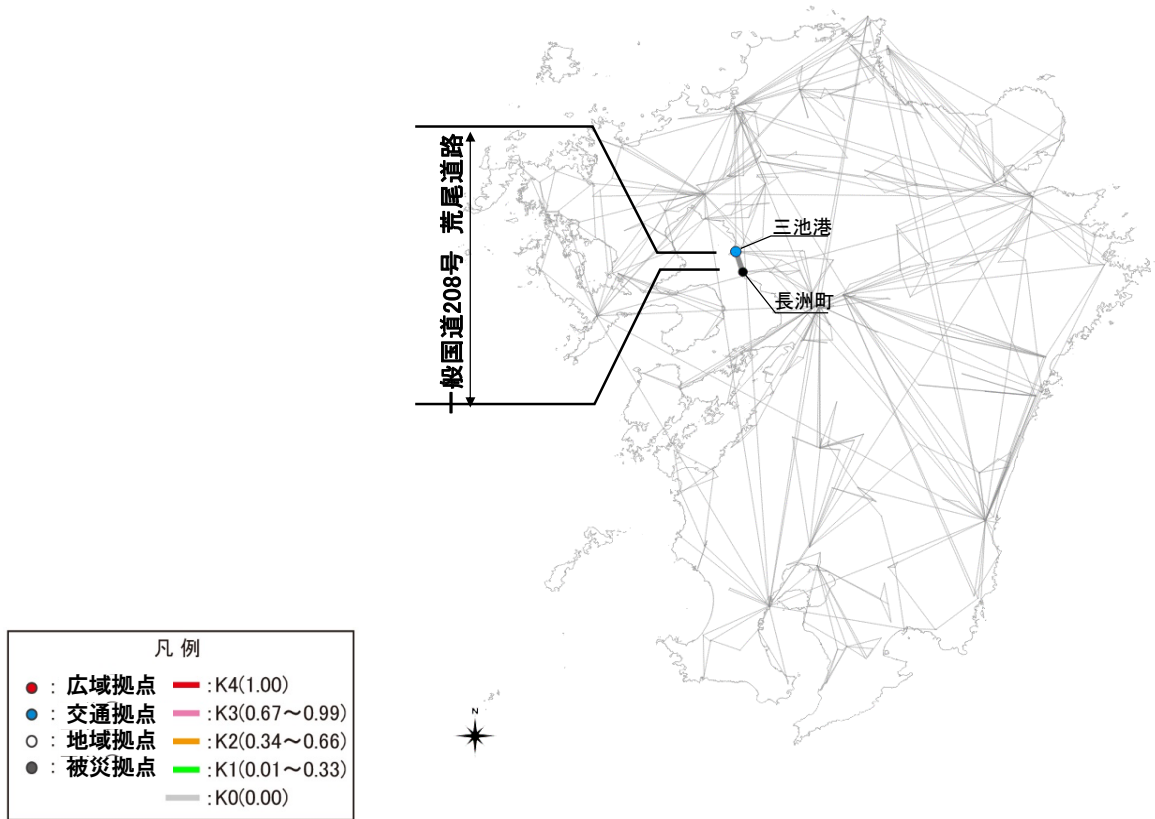 一般国道208号 荒尾道路
三池港
長洲町
N
凡例
: 広域拠点
: 交通拠点
: 地域拠点
: 被災拠点
:K4(1.00)
:K3(0.67～0.99)
:K2(0.34～0.66)
:K1(0.01～0.33)
:K0(0.00)